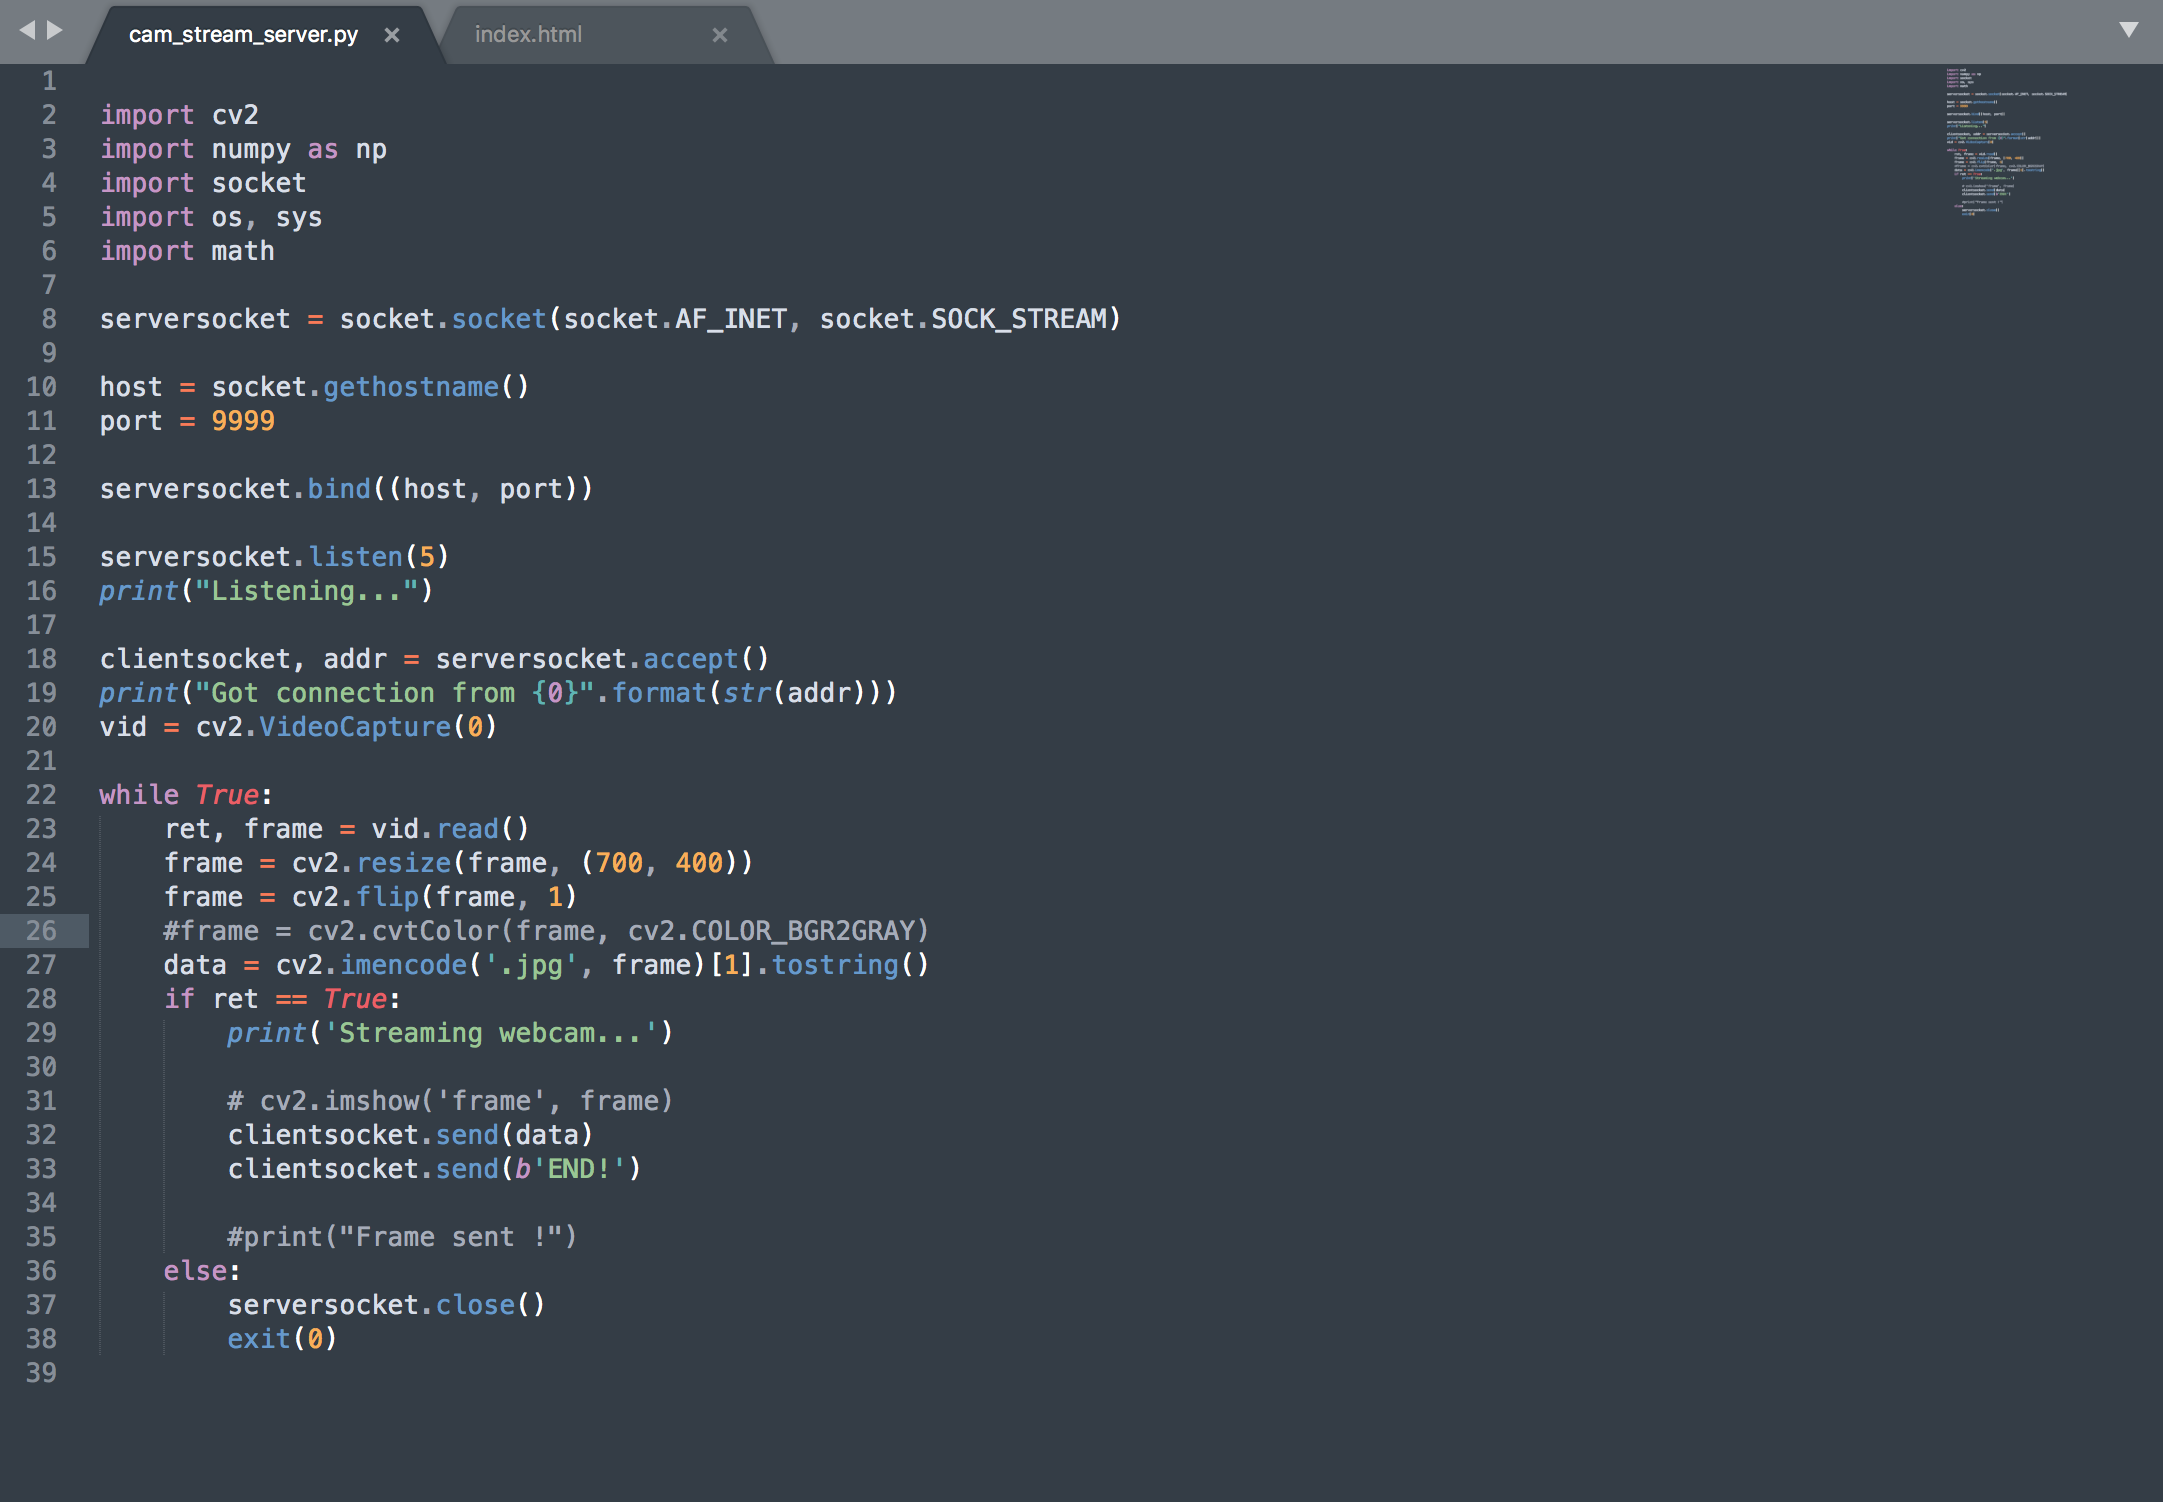 cam_stream_server.py × index.html ×
1
2 import cv2
3 import numpy as np
4 import socket
5 import os, sys
6 import math
7
8 serversocket = socket.socket(socket.AF_INET, socket.SOCK_STREAM)
9
10 host = socket.gethostname()
11 port = 9999
12
13 serversocket.bind((host, port))
14
15 serversocket.listen(5)
16 print("Listening...")
17
18 clientsocket, addr = serversocket.accept()
19 print("Got connection from {0}".format(str(addr)))
20 vid = cv2.VideoCapture(0)
21
22 while True:
23     ret, frame = vid.read()
24     frame = cv2.resize(frame, (700, 400))
25     frame = cv2.flip(frame, 1)
26     #frame = cv2.cvtColor(frame, cv2.COLOR_BGR2GRAY)
27     data = cv2.imencode('.jpg', frame)[1].tostring()
28     if ret == True:
29         print('Streaming webcam...')
30
31         # cv2.imshow('frame', frame)
32         clientsocket.send(data)
33         clientsocket.send(b'END!')
34
35         #print("Frame sent !")
36     else:
37         serversocket.close()
38         exit(0)
39